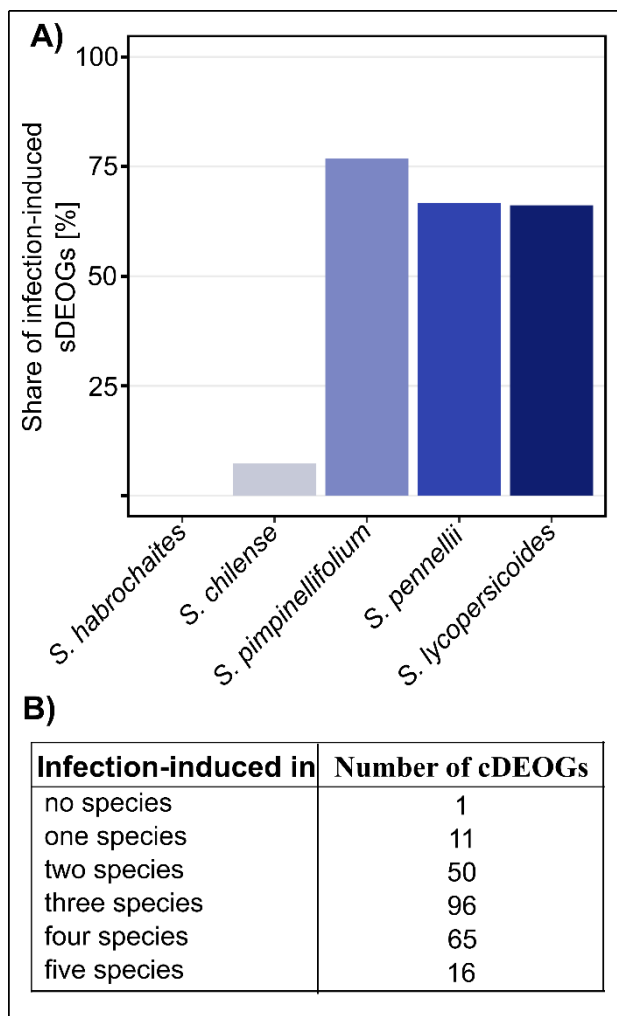 A)
Share of infection-induced
sDEOGs [%]
100
75
50
25
S. habrochaites
S. chilense
S. pimpinellifolium
S. pennellii
S. lycopersicoides
B)
Infection-induced in Number of cDEOGs
no species 1
one species 11
two species 50
three species 96
four species 65
five species 16